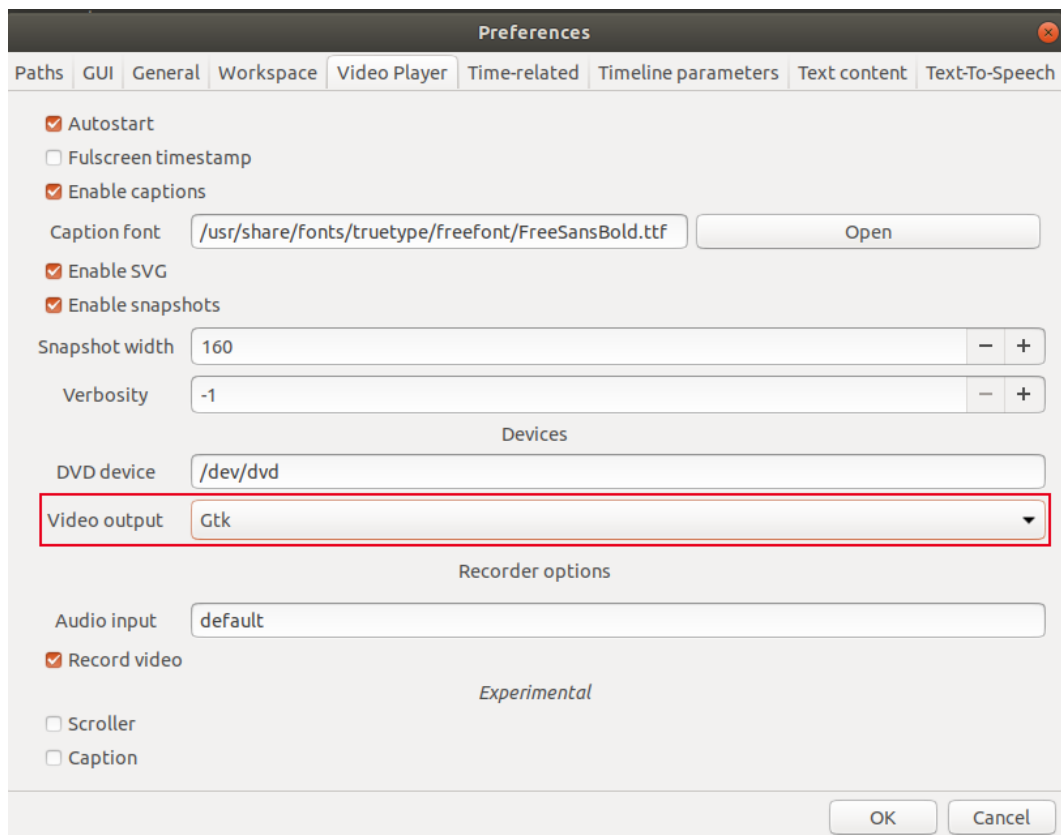 Preferences
Paths GUI General Workspace Video Player Time-related Timeline parameters Text content Text-To-Speech
Autostart
Fulscreen timestamp
Enable captions
Caption font /usr/share/fonts/truetype/freefont/FreeSansBold.ttf Open
Enable SVG
Enable snapshots
Snapshot width 160 − +
Verbosity -1 − +
Devices
DVD device /dev/dvd
Video output Gtk
Recorder options
Audio input default
Record video
Experimental
Scroller
Caption
OK Cancel